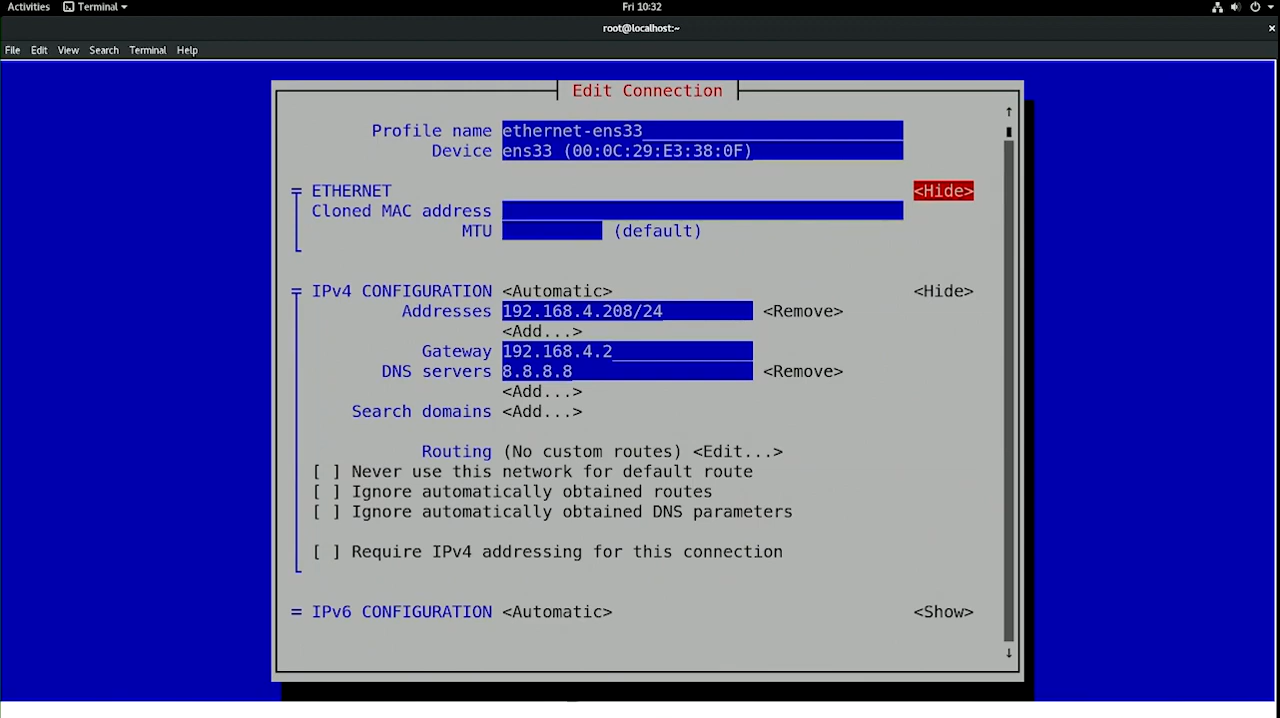 Activities Terminal Fri 10:32
root@localhost:~ ×
File Edit View Search Terminal Help
Edit Connection
Profile name ethernet-ens33
Device ens33 (00:0C:29:E3:38:0F)
ETHERNET <Hide>
Cloned MAC address
MTU (default)
IPv4 CONFIGURATION <Automatic> <Hide>
Addresses 192.168.4.208/24 <Remove>
<Add...>
Gateway 192.168.4.2
DNS servers 8.8.8.8 <Remove>
<Add...>
Search domains <Add...>
Routing (No custom routes) <Edit...>
[ ] Never use this network for default route
[ ] Ignore automatically obtained routes
[ ] Ignore automatically obtained DNS parameters
[ ] Require IPv4 addressing for this connection
= IPv6 CONFIGURATION <Automatic> <Show>